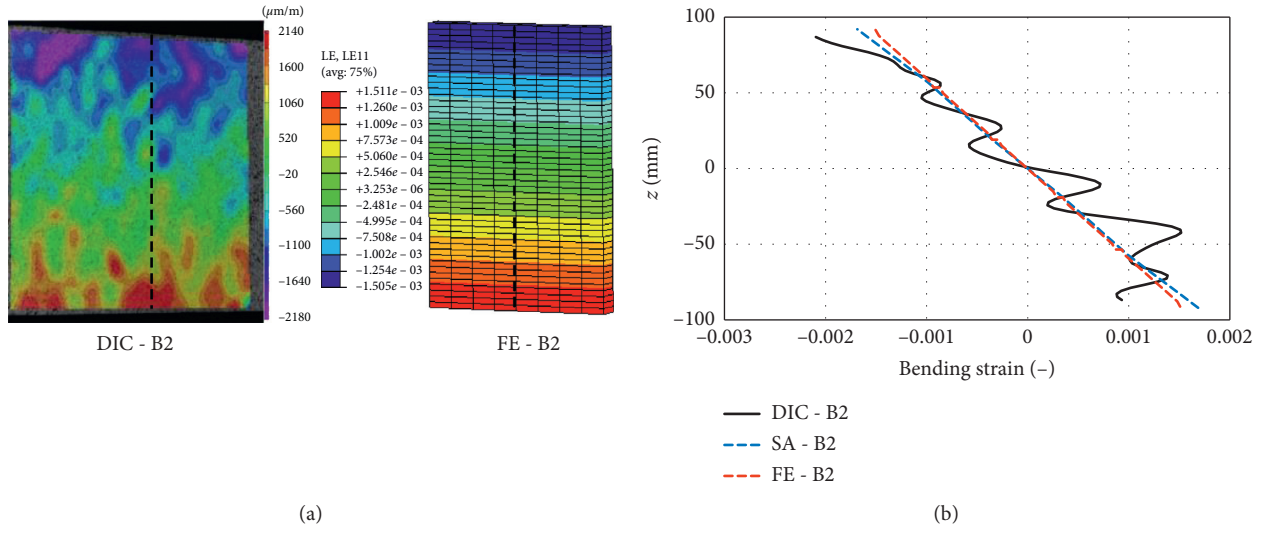 (μm/m)
2140
1600
1060
520
−20
−560
−1100
−1640
−2180
DIC - B2
LE, LE11
(avg: 75%)
+1.511e − 03
+1.260e − 03
+1.009e − 03
+7.573e − 04
+5.060e − 04
+2.546e − 04
+3.253e − 06
−2.481e − 04
−4.995e − 04
−7.508e − 04
−1.002e − 03
−1.254e − 03
−1.505e − 03
FE - B2
(a)
100
50
0
−50
−100
z (mm)
−0.003
−0.002
−0.001
0
0.001
0.002
Bending strain (–)
DIC - B2
SA - B2
FE - B2
(b)